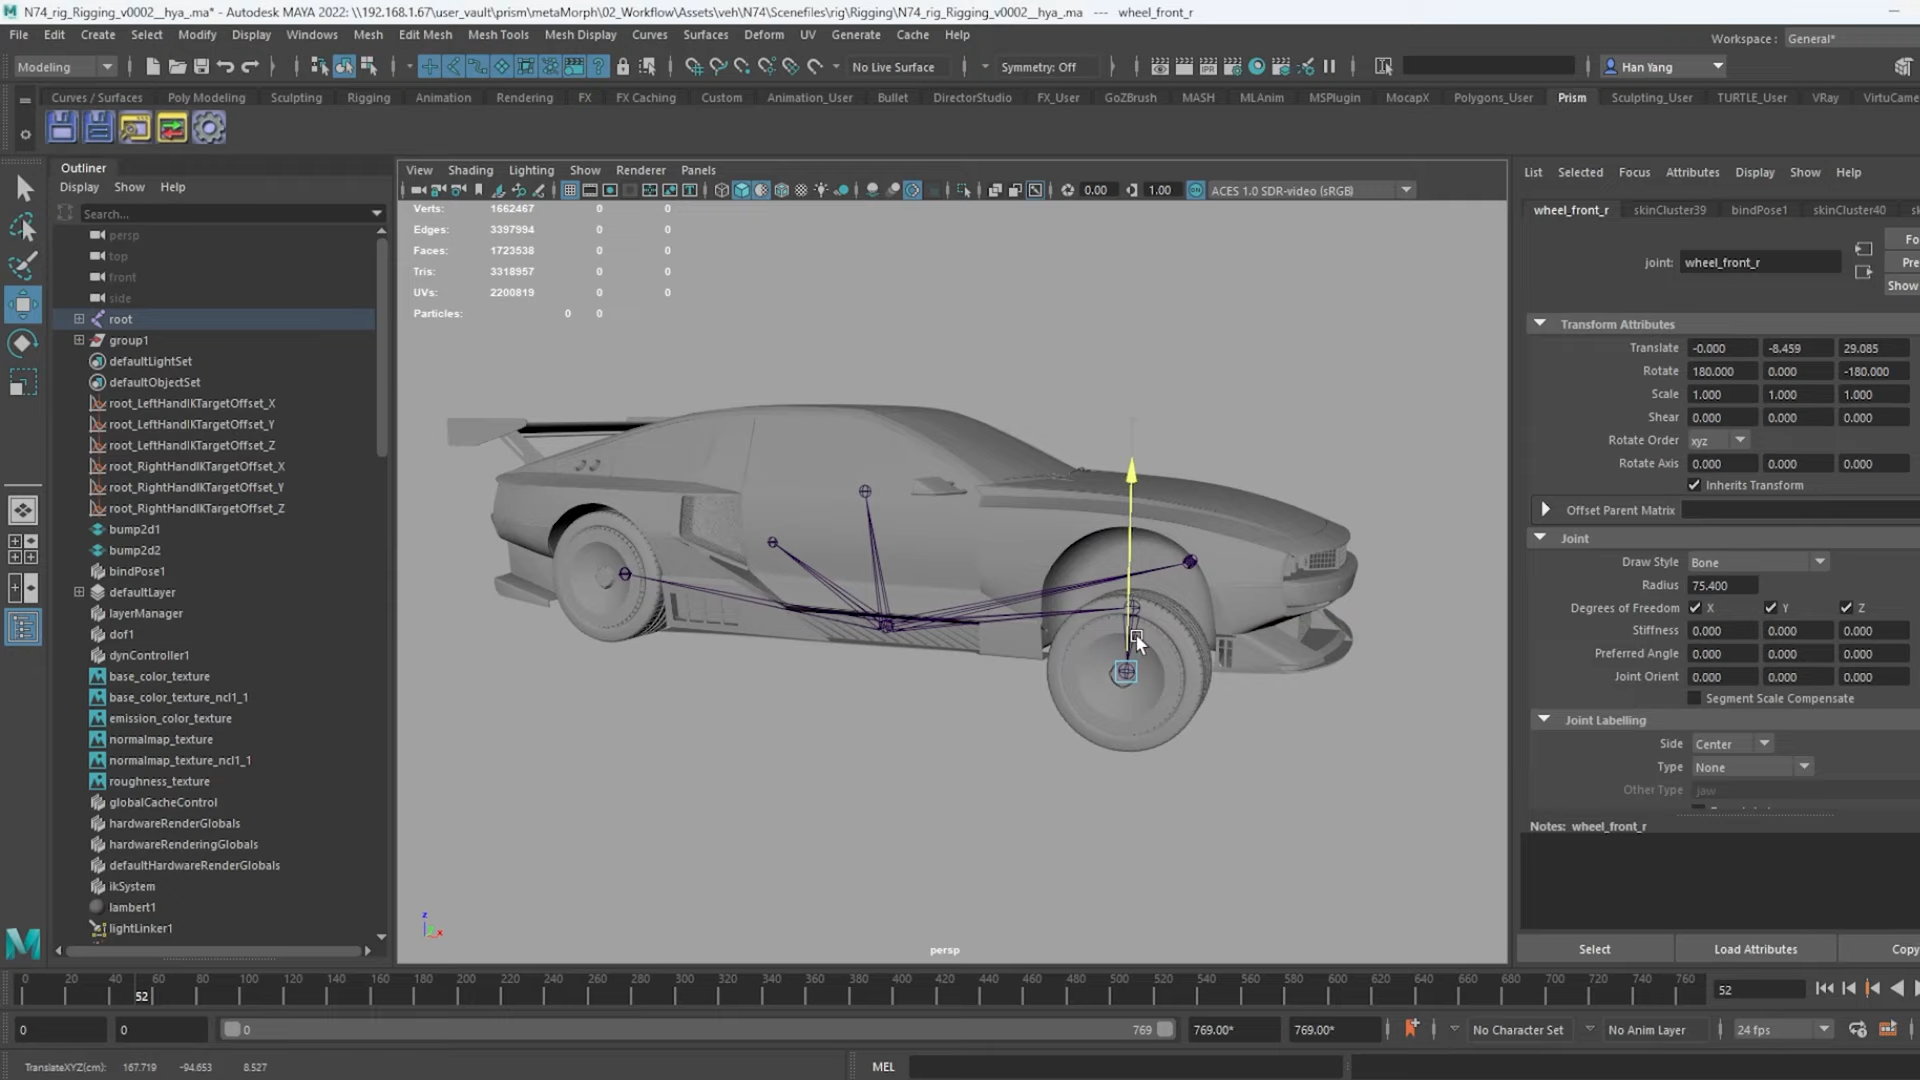 N74_rig_Rigging_v0002__hya_.ma* - Autodesk MAYA 2022: \\192.168.1.67\user_vault\prism\metaMorph\02_Workflow\Assets\veh\N74\Scenefiles\rig\Rigging\N74_rig_Rigging_v0002__hya_.ma --- wheel_front_r
File Edit Create Select Modify Display Windows Mesh Edit Mesh Mesh Tools Mesh Display Curves Surfaces Deform UV Generate Cache Help
Workspace : General*
Modeling No Live Surface Symmetry: Off Han Yang
Curves / Surfaces Poly Modeling Sculpting Rigging Animation Rendering FX FX Caching Custom Animation_User Bullet DirectorStudio FX_User GoZBrush MASH MLAnim MSPlugin MocapX Polygons_User Prism Sculpting_User TURTLE_User VRay VirtuCame
Outliner
Display Show Help
Search...
persp
top
front
side
root
group1
defaultLightSet
defaultObjectSet
root_LeftHandIKTargetOffset_X
root_LeftHandIKTargetOffset_Y
root_LeftHandIKTargetOffset_Z
root_RightHandIKTargetOffset_X
root_RightHandIKTargetOffset_Y
root_RightHandIKTargetOffset_Z
bump2d1
bump2d2
bindPose1
defaultLayer
layerManager
dof1
dynController1
base_color_texture
base_color_texture_ncl1_1
emission_color_texture
normalmap_texture
normalmap_texture_ncl1_1
roughness_texture
globalCacheControl
hardwareRenderGlobals
hardwareRenderingGlobals
defaultHardwareRenderGlobals
ikSystem
lambert1
lightLinker1
View Shading Lighting Show Renderer Panels
0.00 1.00 ACES 1.0 SDR-video (sRGB)
Verts: 1662467 0 0
Edges: 3397994 0 0
Faces: 1723538 0 0
Tris: 3318957 0 0
UVs: 2200819 0 0
Particles: 0 0
z
x
persp
List Selected Focus Attributes Display Show Help
wheel_front_r skinCluster39 bindPose1 skinCluster40 sk
joint: wheel_front_r
Fo
Pre
Show
Transform Attributes
Translate -0.000 -8.459 29.085
Rotate 180.000 0.000 -180.000
Scale 1.000 1.000 1.000
Shear 0.000 0.000 0.000
Rotate Order xyz
Rotate Axis 0.000 0.000 0.000
Inherits Transform
Offset Parent Matrix
Joint
Draw Style Bone
Radius 75.400
Degrees of Freedom X Y Z
Stiffness 0.000 0.000 0.000
Preferred Angle 0.000 0.000 0.000
Joint Orient 0.000 0.000 0.000
Segment Scale Compensate
Joint Labelling
Side Center
Type None
Other Type jaw
Notes: wheel_front_r
Select Load Attributes Copy
0 20 40 60 80 100 120 140 160 180 200 220 240 260 280 300 320 340 360 380 400 420 440 460 480 500 520 540 560 580 600 620 640 660 680 700 720 740 760
52
52
0 0 0 769 769.00* 769.00* No Character Set No Anim Layer 24 fps
TranslateXYZ(cm): 167.719 -94.653 8.527 MEL